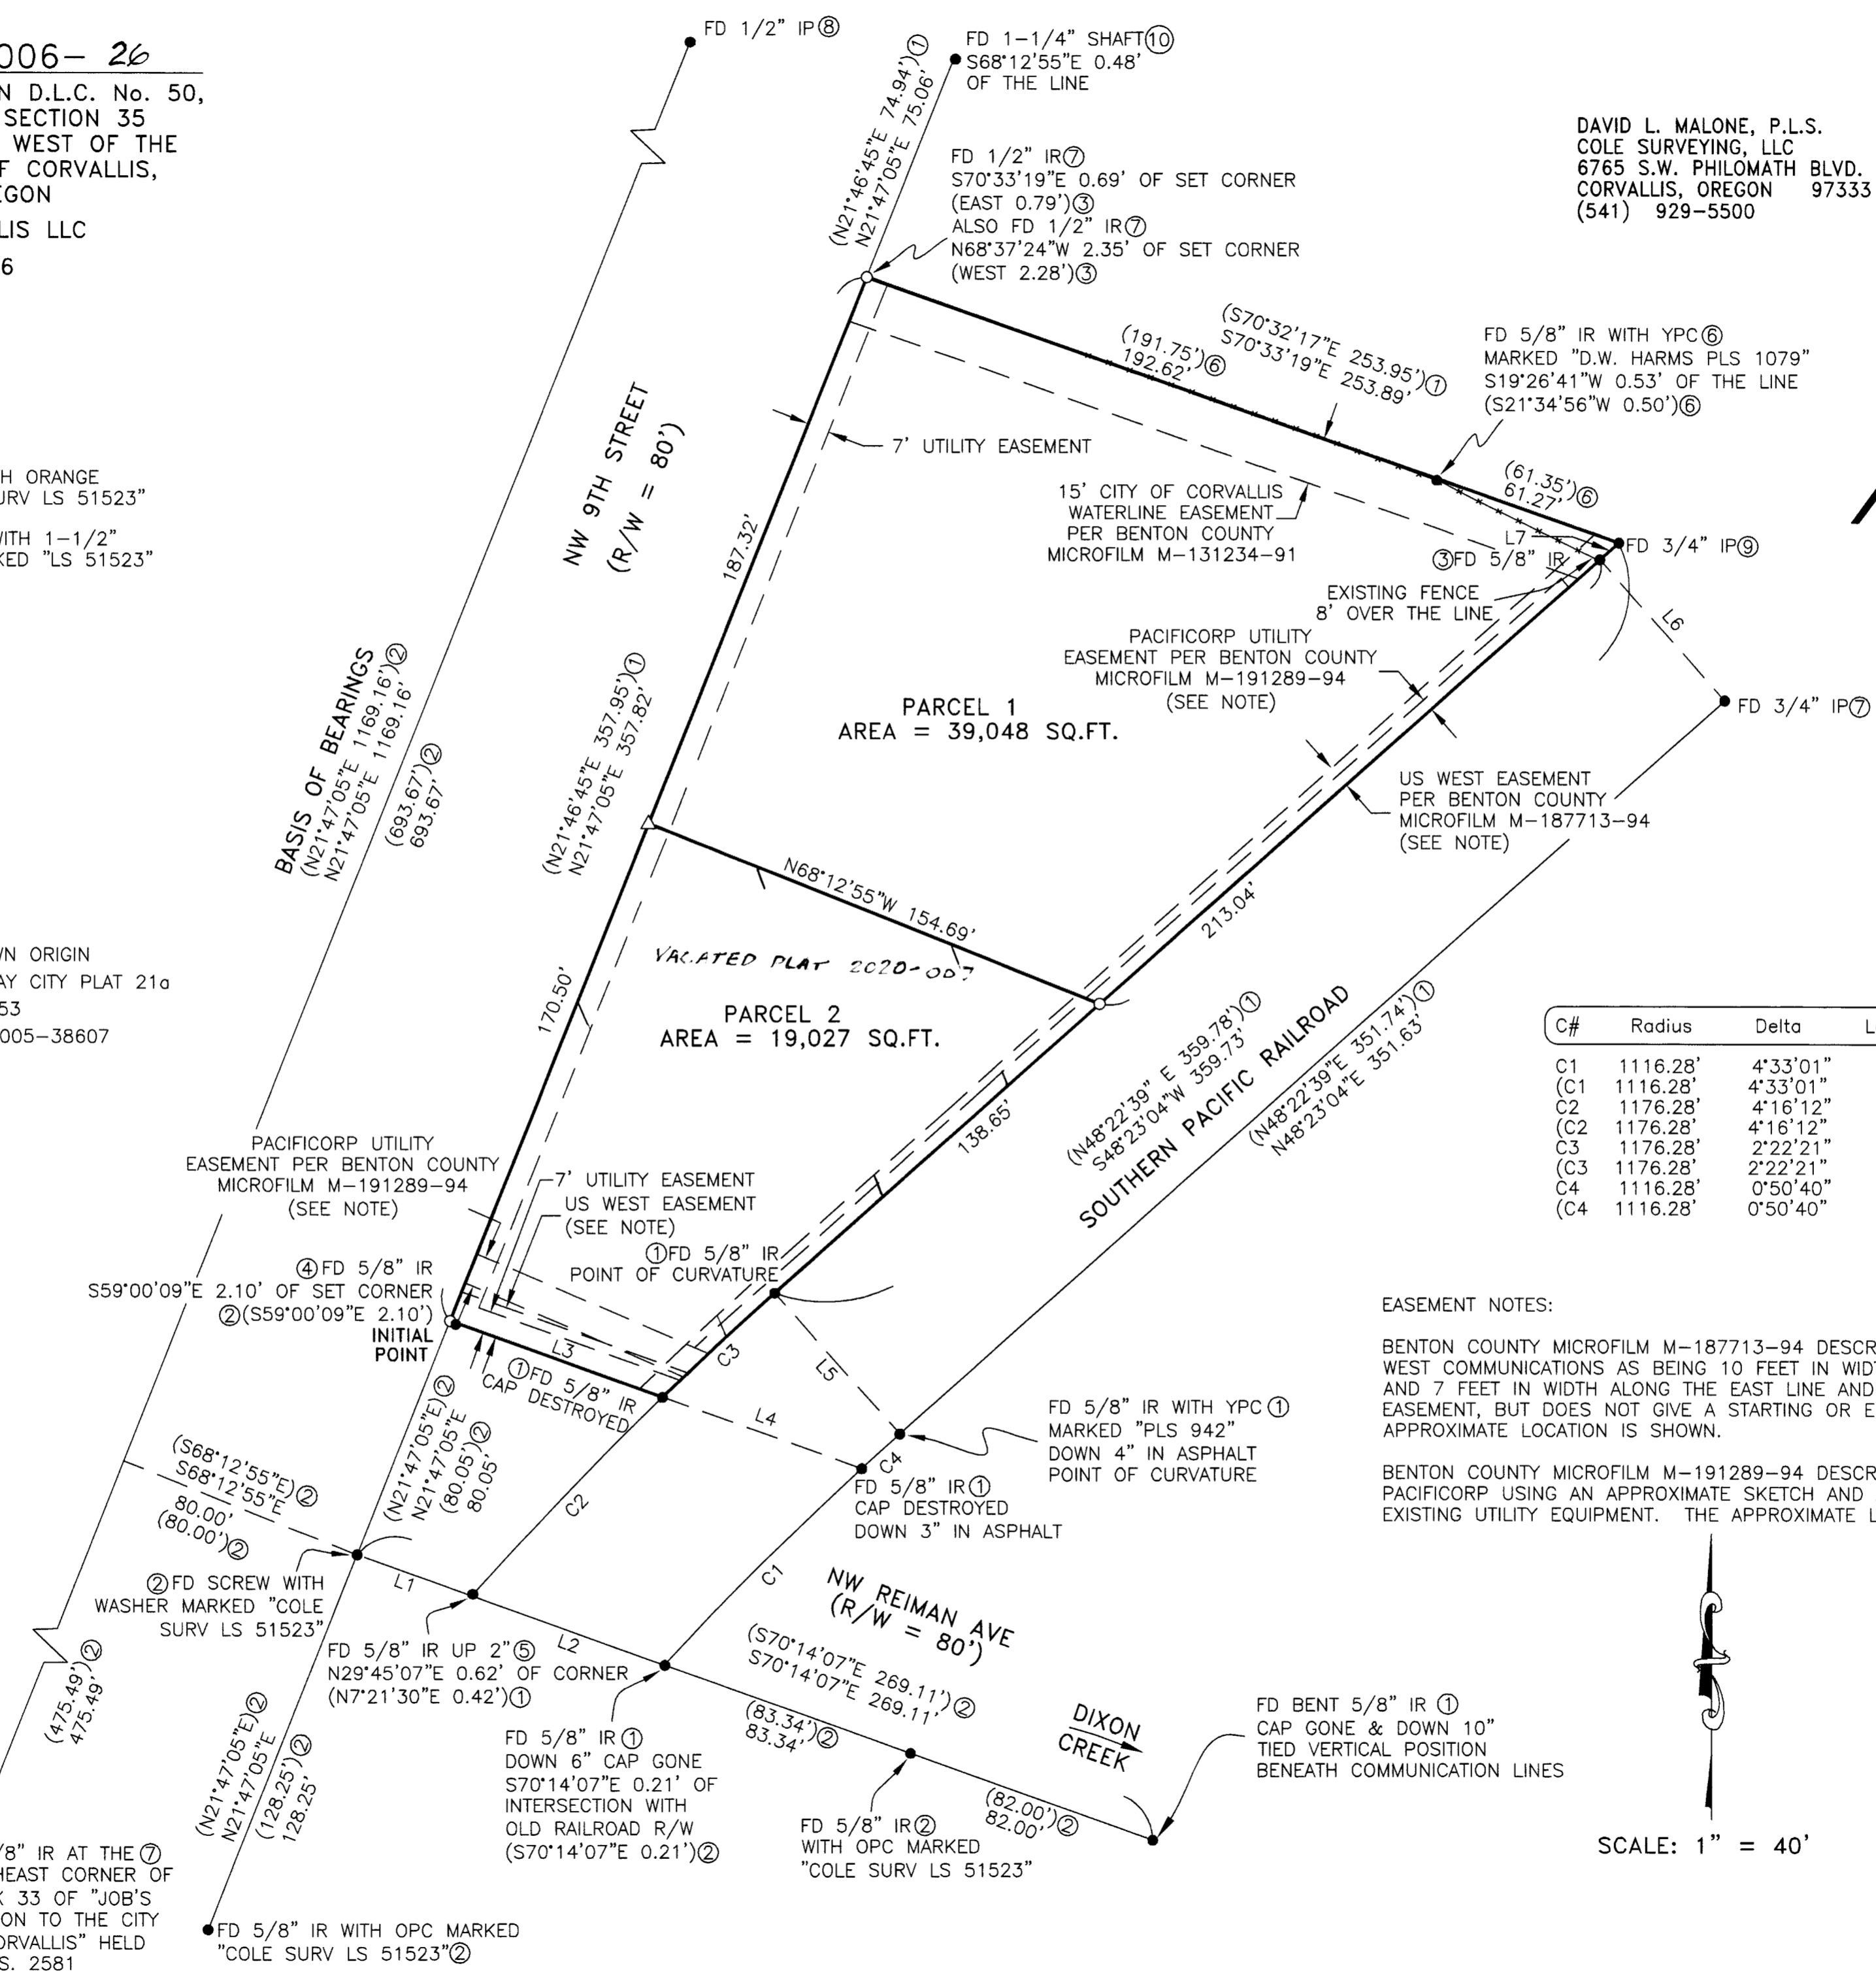 006- 26
N D.L.C. No. 50,
SECTION 35
WEST OF THE
F CORVALLIS,
EGON
LIS LLC
6
FD 1/2" IP⑧
FD 1-1/4" SHAFT⑩
S68°12'55"E 0.48'
OF THE LINE
(N21°46'45"E 74.94')①
N21°47'05"E 75.06'
DAVID L. MALONE, P.L.S.
COLE SURVEYING, LLC
6765 S.W. PHILOMATH BLVD.
CORVALLIS, OREGON 97333
(541) 929-5500
FD 1/2" IR⑦
S70°33'19"E 0.69' OF SET CORNER
(EAST 0.79')③
ALSO FD 1/2" IR⑦
N68°37'24"W 2.35' OF SET CORNER
(WEST 2.28')③
(S70°32'17"E 253.95')①
S70°33'19"E 253.89'
(191.75')⑥
192.62'
FD 5/8" IR WITH YPC⑥
MARKED "D.W. HARMS PLS 1079"
S19°26'41"W 0.53' OF THE LINE
(S21°34'56"W 0.50')⑥
(61.35')⑥
61.27'
H ORANGE
URV LS 51523"
WITH 1-1/2"
KED "LS 51523"
NW 9TH STREET
(R/W = 80')
7' UTILITY EASEMENT
15' CITY OF CORVALLIS
WATERLINE EASEMENT
PER BENTON COUNTY
MICROFILM M-131234-91
187.32'
L7
FD 3/4" IP⑨
③FD 5/8" IR
EXISTING FENCE
8' OVER THE LINE
L6
PACIFICORP UTILITY
EASEMENT PER BENTON COUNTY
MICROFILM M-191289-94
(SEE NOTE)
FD 3/4" IP⑦
PARCEL 1
AREA = 39,048 SQ.FT.
BASIS OF BEARINGS
(N21°47'05"E 1169.16')②
N21°47'05"E 1169.16'
(693.67')②
693.67'
(N21°46'45"E 357.95')①
N21°47'05"E 357.82'
US WEST EASEMENT
PER BENTON COUNTY
MICROFILM M-187713-94
(SEE NOTE)
N68°12'55"W 154.69'
213.04'
VACATED PLAT 2020-007
WN ORIGIN
AY CITY PLAT 21a
53
005-38607
170.50'
PARCEL 2
AREA = 19,027 SQ.FT.
(N48°22'39" E 359.78')①
S48°23'04"W 359.73'
SOUTHERN PACIFIC RAILROAD
(N48°22'39"E 351.74')①
N48°23'04"E 351.63'
138.65'
C# Radius Delta L
C1 1116.28' 4°33'01"
(C1 1116.28' 4°33'01"
C2 1176.28' 4°16'12"
(C2 1176.28' 4°16'12"
C3 1176.28' 2°22'21"
(C3 1176.28' 2°22'21"
C4 1116.28' 0°50'40"
(C4 1116.28' 0°50'40"
PACIFICORP UTILITY
EASEMENT PER BENTON COUNTY
MICROFILM M-191289-94
(SEE NOTE)
7' UTILITY EASEMENT
US WEST EASEMENT
(SEE NOTE)
①FD 5/8" IR
POINT OF CURVATURE
④FD 5/8" IR
S59°00'09"E 2.10' OF SET CORNER
②(S59°00'09"E 2.10')
INITIAL
POINT
L3
C3
L5
①FD 5/8" IR
CAP DESTROYED
L4
EASEMENT NOTES:
BENTON COUNTY MICROFILM M-187713-94 DESCR
WEST COMMUNICATIONS AS BEING 10 FEET IN WIDT
AND 7 FEET IN WIDTH ALONG THE EAST LINE AND
EASEMENT, BUT DOES NOT GIVE A STARTING OR E
APPROXIMATE LOCATION IS SHOWN.
BENTON COUNTY MICROFILM M-191289-94 DESCR
PACIFICORP USING AN APPROXIMATE SKETCH AND
EXISTING UTILITY EQUIPMENT. THE APPROXIMATE L
FD 5/8" IR WITH YPC①
MARKED "PLS 942"
DOWN 4" IN ASPHALT
POINT OF CURVATURE
(N21°47'05"E)②
N21°47'05"E
(80.05')②
80.05'
(S68°12'55"E)②
S68°12'55"E
80.00'
(80.00')②
C4
C2
FD 5/8" IR①
CAP DESTROYED
DOWN 3" IN ASPHALT
C1
②FD SCREW WITH
WASHER MARKED "COLE
SURV LS 51523"
L1
L2
NW REIMAN AVE
(R/W = 80')
FD 5/8" IR UP 2"⑤
N29°45'07"E 0.62' OF CORNER
(N7°21'30"E 0.42')①
(S70°14'07"E 269.11')②
S70°14'07"E 269.11'
(475.49')②
475.49'
(N21°47'05"E)②
N21°47'05"E
(128.25')②
128.25'
FD 5/8" IR①
DOWN 6" CAP GONE
S70°14'07"E 0.21' OF
INTERSECTION WITH
OLD RAILROAD R/W
(S70°14'07"E 0.21')②
(83.34')②
83.34'
DIXON
CREEK
FD BENT 5/8" IR ①
CAP GONE & DOWN 10"
TIED VERTICAL POSITION
BENEATH COMMUNICATION LINES
(82.00')②
82.00'
FD 5/8" IR②
WITH OPC MARKED
"COLE SURV LS 51523"
SCALE: 1" = 40'
/8" IR AT THE⑦
HEAST CORNER OF
K 33 OF "JOB'S
ON TO THE CITY
ORVALLIS" HELD
S. 2581
FD 5/8" IR WITH OPC MARKED
"COLE SURV LS 51523"②